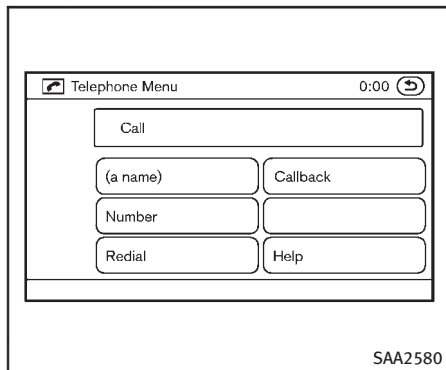 Telephone Menu 0:00
Call
(a name) Callback
Number
Redial Help
SAA2580